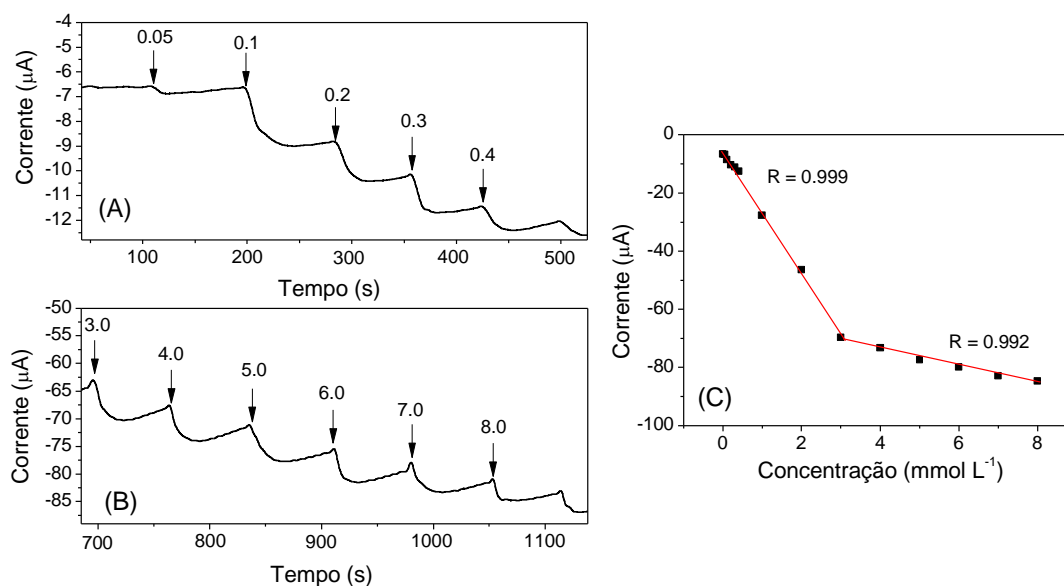 -4
-5
-6
-7
-8
-9
-10
-11
-12
Corrente (µA)
0.05
0.1
0.2
0.3
0.4
(A)
100 200 300 400 500
Tempo (s)
-50
-55
-60
-65
-70
-75
-80
-85
Corrente (µA)
3.0
4.0
5.0
6.0
7.0
8.0
(B)
700 800 900 1000 1100
Tempo (s)
0
-20
-40
-60
-80
-100
Corrente (µA)
R = 0.999
R = 0.992
(C)
0 2 4 6 8
Concentração (mmol L⁻¹)